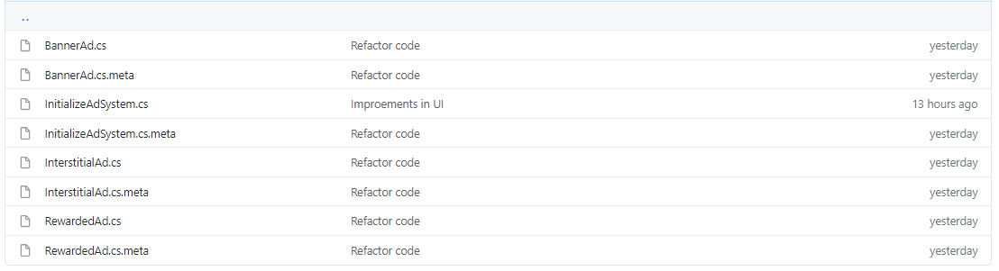 ..
BannerAd.cs Refactor code yesterday
BannerAd.cs.meta Refactor code yesterday
InitializeAdSystem.cs Improements in UI 13 hours ago
InitializeAdSystem.cs.meta Refactor code yesterday
InterstitialAd.cs Refactor code yesterday
InterstitialAd.cs.meta Refactor code yesterday
RewardedAd.cs Refactor code yesterday
RewardedAd.cs.meta Refactor code yesterday